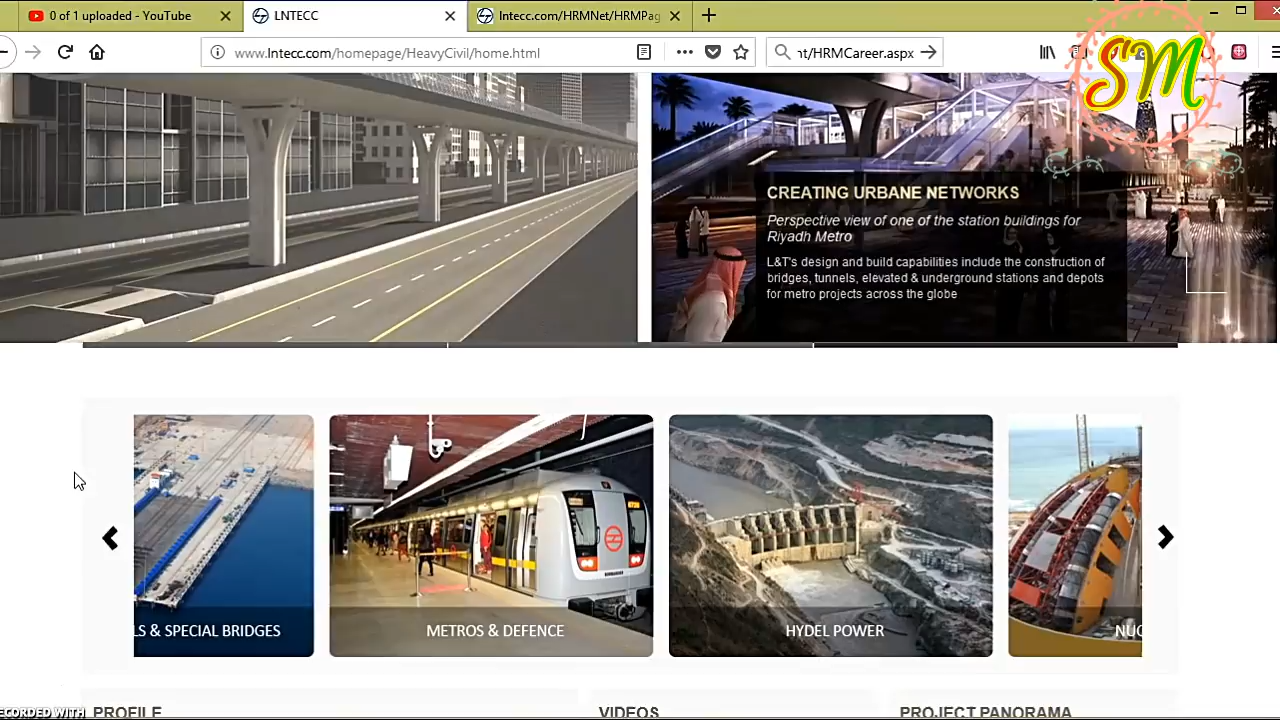 0 of 1 uploaded - YouTube
LNTECC
lntecc.com/HRMNet/HRMPag
www.lntecc.com/homepage/HeavyCivil/home.html
nt/HRMCareer.aspx
SM
CREATING URBANE NETWORKS
Perspective view of one of the station buildings for
Riyadh Metro
L&T's design and build capabilities include the construction of
bridges, tunnels, elevated & underground stations and depots
for metro projects across the globe
LS & SPECIAL BRIDGES
METROS & DEFENCE
HYDEL POWER
NUC
PROFILE
VIDEOS
PROJECT PANORAMA
ECORDED WITH